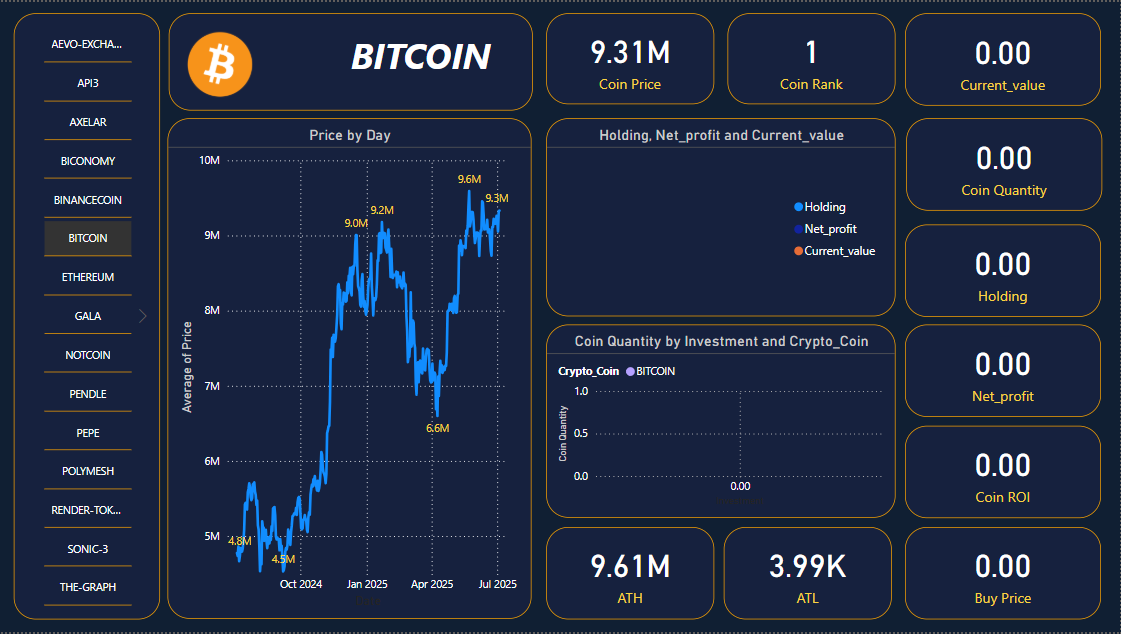 AEVO-EXCHA...
API3
AXELAR
BICONOMY
BINANCECOIN
BITCOIN
ETHEREUM
GALA
NOTCOIN
PENDLE
PEPE
POLYMESH
RENDER-TOK...
SONIC-3
THE-GRAPH
BITCOIN
Price by Day
Average of Price
10M
9M
8M
7M
6M
5M
4.8M
4.5M
9.0M
9.2M
6.6M
9.6M
9.3M
Oct 2024
Jan 2025
Apr 2025
Jul 2025
9.31M
Coin Price
1
Coin Rank
0.00
Current_value
Holding, Net_profit and Current_value
Holding
Net_profit
Current_value
0.00
Coin Quantity
0.00
Holding
Coin Quantity by Investment and Crypto_Coin
Crypto_Coin BITCOIN
Coin Quantity
1.0
0.5
0.0
0.00
0.00
Net_profit
0.00
Coin ROI
9.61M
ATH
3.99K
ATL
0.00
Buy Price